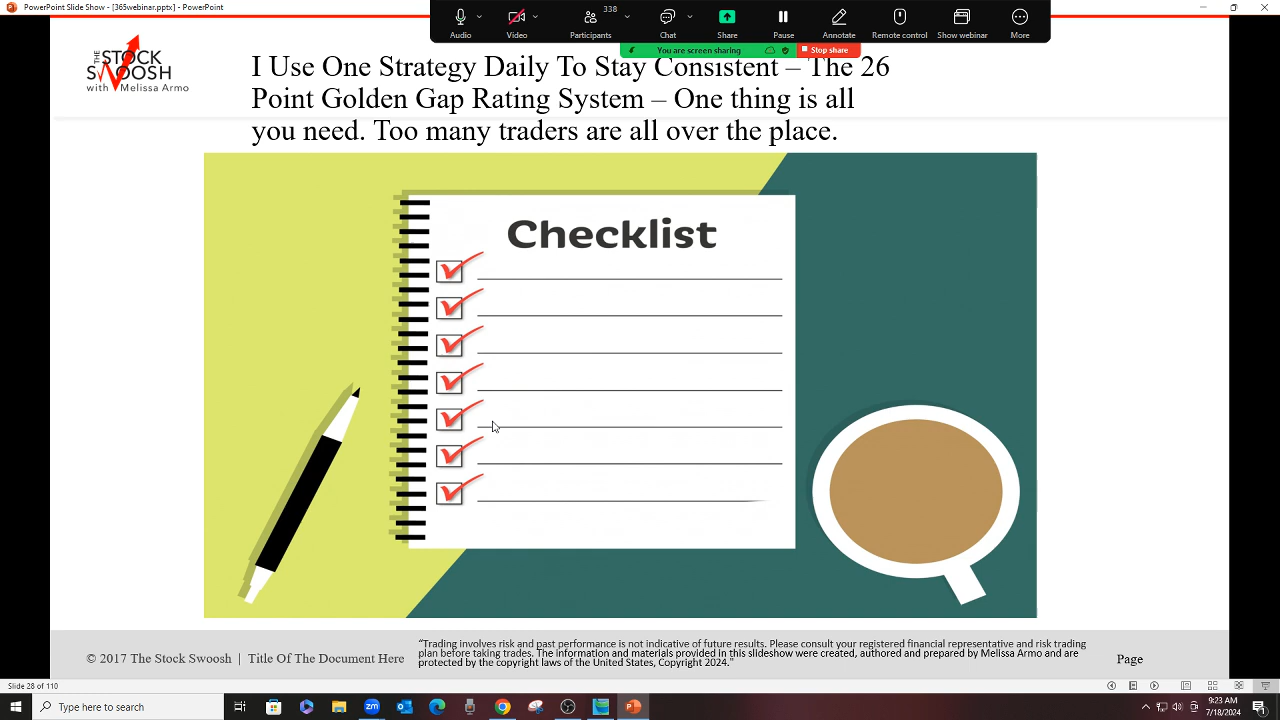 PowerPoint Slide Show - [365webinar.pptx] - PowerPoint
338
Audio
Video
Participants
Chat
Share
Pause
Annotate
Remote control
Show webinar
More
You are screen sharing
Stop share
THE
STOCK
SWOOSH
with Melissa Armo
I Use One Strategy Daily To Stay Consistent – The 26
Point Golden Gap Rating System – One thing is all
you need. Too many traders are all over the place.
Checklist
© 2017 The Stock Swoosh | Title Of The Document Here
"Trading involves risk and past performance is not indicative of future results. Please consult your registered financial representative and risk trading
plan before taking trades. The information and materials provided in this slideshow were created, authored and prepared by Melissa Armo and are
protected by the copyright laws of the United States, Copyright 2024."
Page
Slide 28 of 110
Type here to search
9:23 AM
7/18/2024